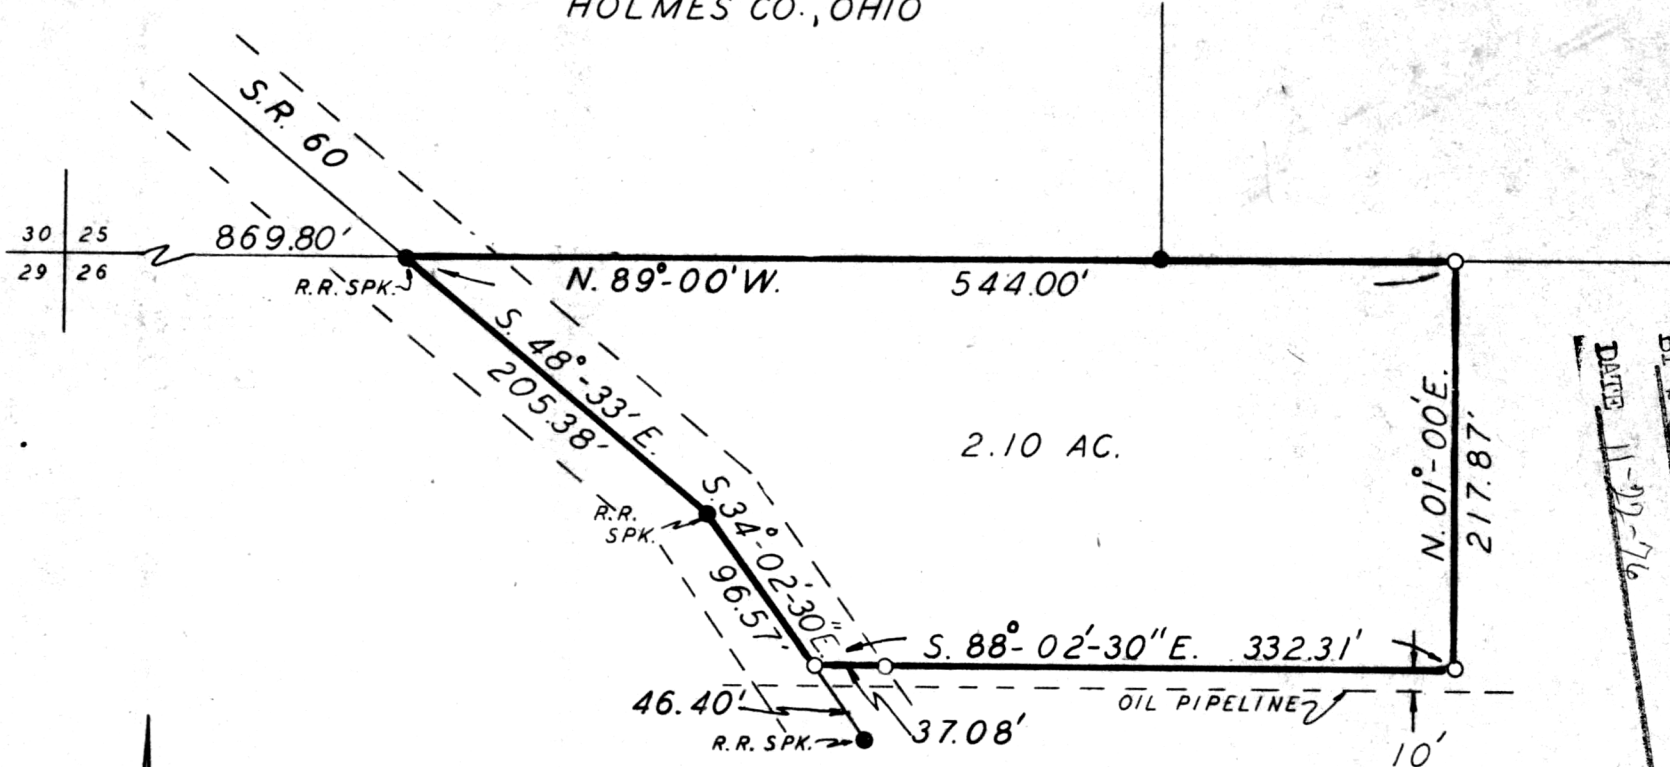 HOLMES CO., OHIO
S.R. 60
30 25
29 26
869.80'
R.R. SPK.
N. 89°-00' W.
544.00'
S. 48°-33' E.
205.38'
2.10 AC.
N. 01°-00' E.
217.87'
DATE 11-22-76
R.R.
SPK.
S. 34°-02'-30" E.
96.57'
S. 88°-02'-30" E. 332.31'
46.40'
OIL PIPELINE
R.R. SPK.
37.08'
10'